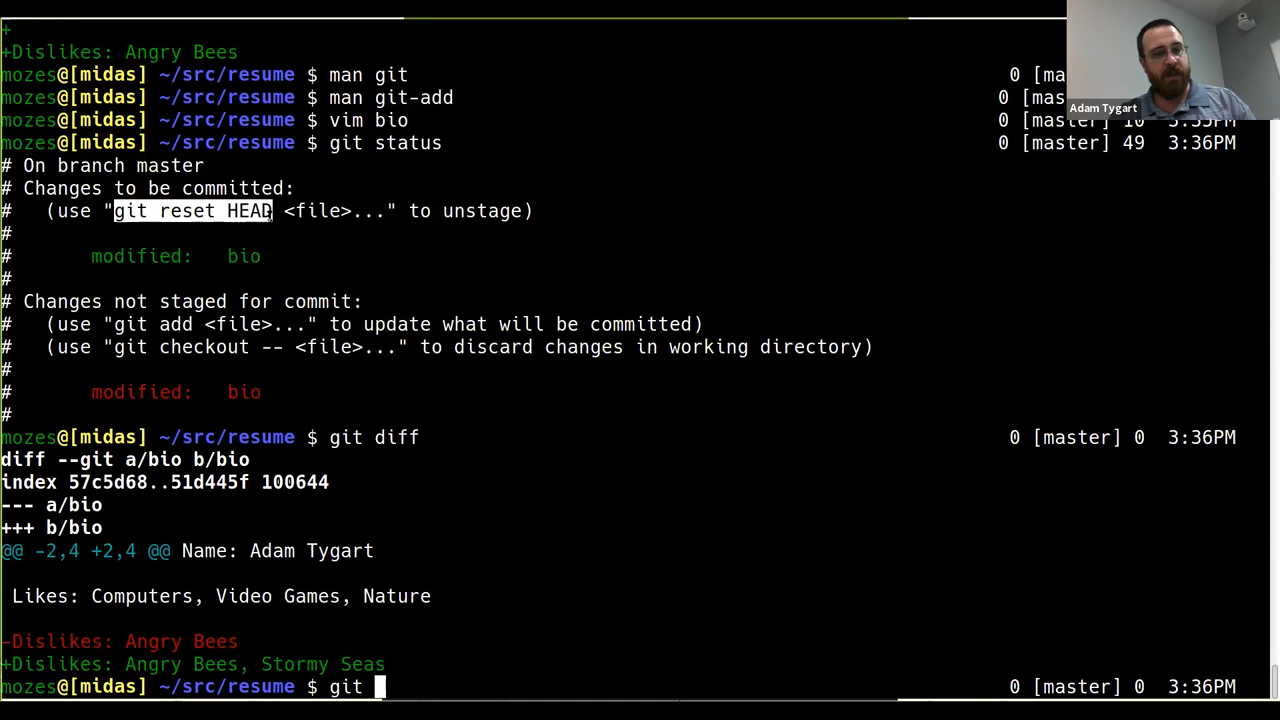 +
+Dislikes: Angry Bees
mozes@[midas] ~/src/resume $ man git 0 [ma
mozes@[midas] ~/src/resume $ man git-add 0 [mas
mozes@[midas] ~/src/resume $ vim bio 0 [master] 10 3:35PM
mozes@[midas] ~/src/resume $ git status 0 [master] 49 3:36PM
# On branch master
# Changes to be committed:
#   (use "git reset HEAD <file>..." to unstage)
#
#       modified:   bio
#
# Changes not staged for commit:
#   (use "git add <file>..." to update what will be committed)
#   (use "git checkout -- <file>..." to discard changes in working directory)
#
#       modified:   bio
#
mozes@[midas] ~/src/resume $ git diff 0 [master] 0 3:36PM
diff --git a/bio b/bio
index 57c5d68..51d445f 100644
--- a/bio
+++ b/bio
@@ -2,4 +2,4 @@ Name: Adam Tygart
Likes: Computers, Video Games, Nature
-Dislikes: Angry Bees
+Dislikes: Angry Bees, Stormy Seas
mozes@[midas] ~/src/resume $ git 0 [master] 0 3:36PM
Adam Tygart